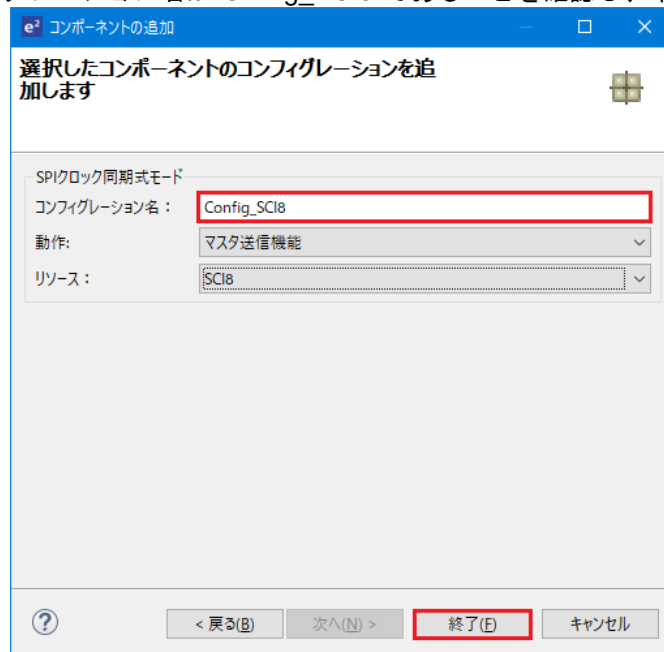 e² コンポーネントの追加
選択したコンポーネントのコンフィグレーションを追
加します
SPIクロック同期式モード
コンフィグレーション名：
Config_SCI8
動作:
マスタ送信機能
リソース：
SCI8
< 戻る(B)
次へ(N) >
終了(F)
キャンセル